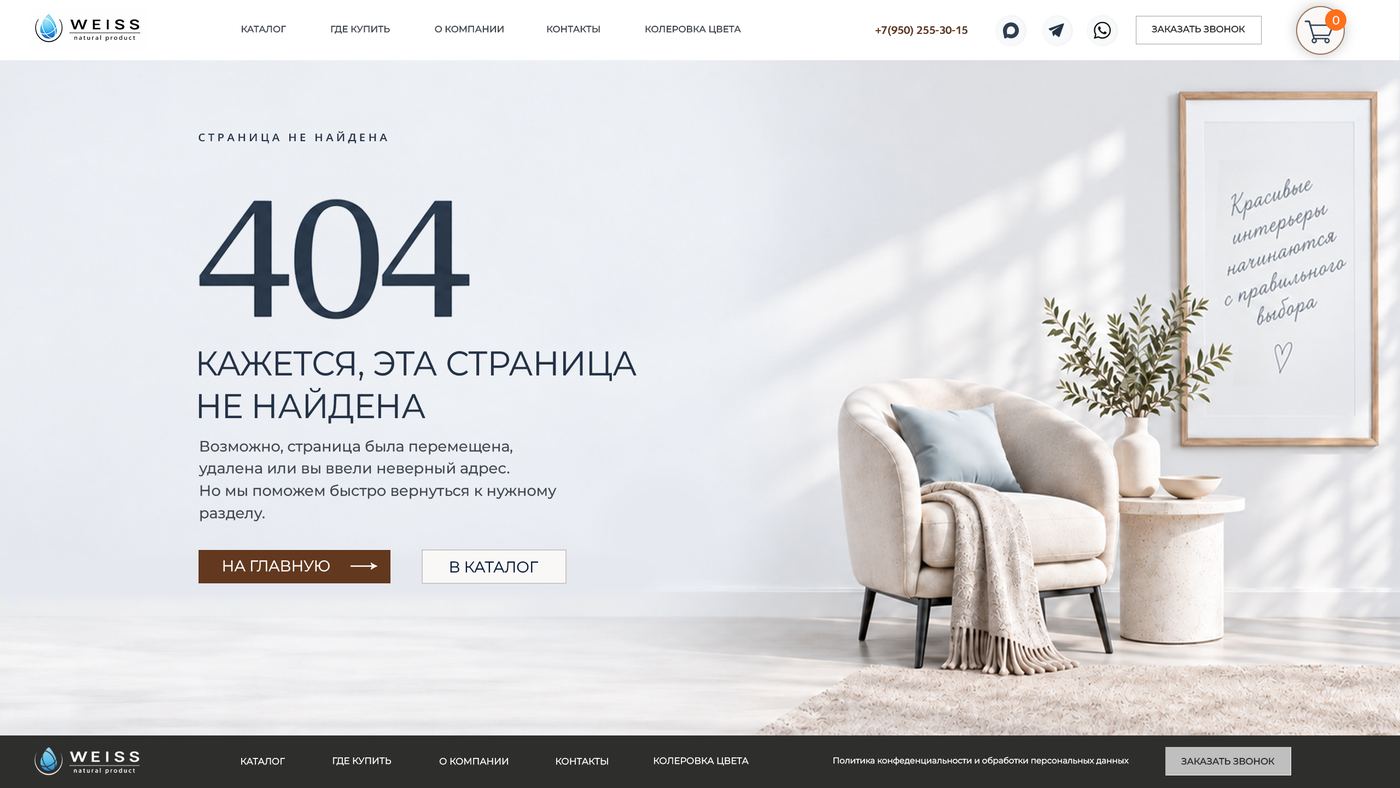 WEISS
natural product
КАТАЛОГ
ГДЕ КУПИТЬ
О КОМПАНИИ
КОНТАКТЫ
КОЛЕРОВКА ЦВЕТА
+7(950) 255-30-15
ЗАКАЗАТЬ ЗВОНОК
0
СТРАНИЦА НЕ НАЙДЕНА
404
КАЖЕТСЯ, ЭТА СТРАНИЦА
НЕ НАЙДЕНА
Возможно, страница была перемещена,
удалена или вы ввели неверный адрес.
Но мы поможем быстро вернуться к нужному
разделу.
НА ГЛАВНУЮ
В КАТАЛОГ
Красивые
интерьеры
начинаются
с правильного
выбора
WEISS
natural product
КАТАЛОГ
ГДЕ КУПИТЬ
О КОМПАНИИ
КОНТАКТЫ
КОЛЕРОВКА ЦВЕТА
Политика конфеденциальности и обработки персональных данных
ЗАКАЗАТЬ ЗВОНОК